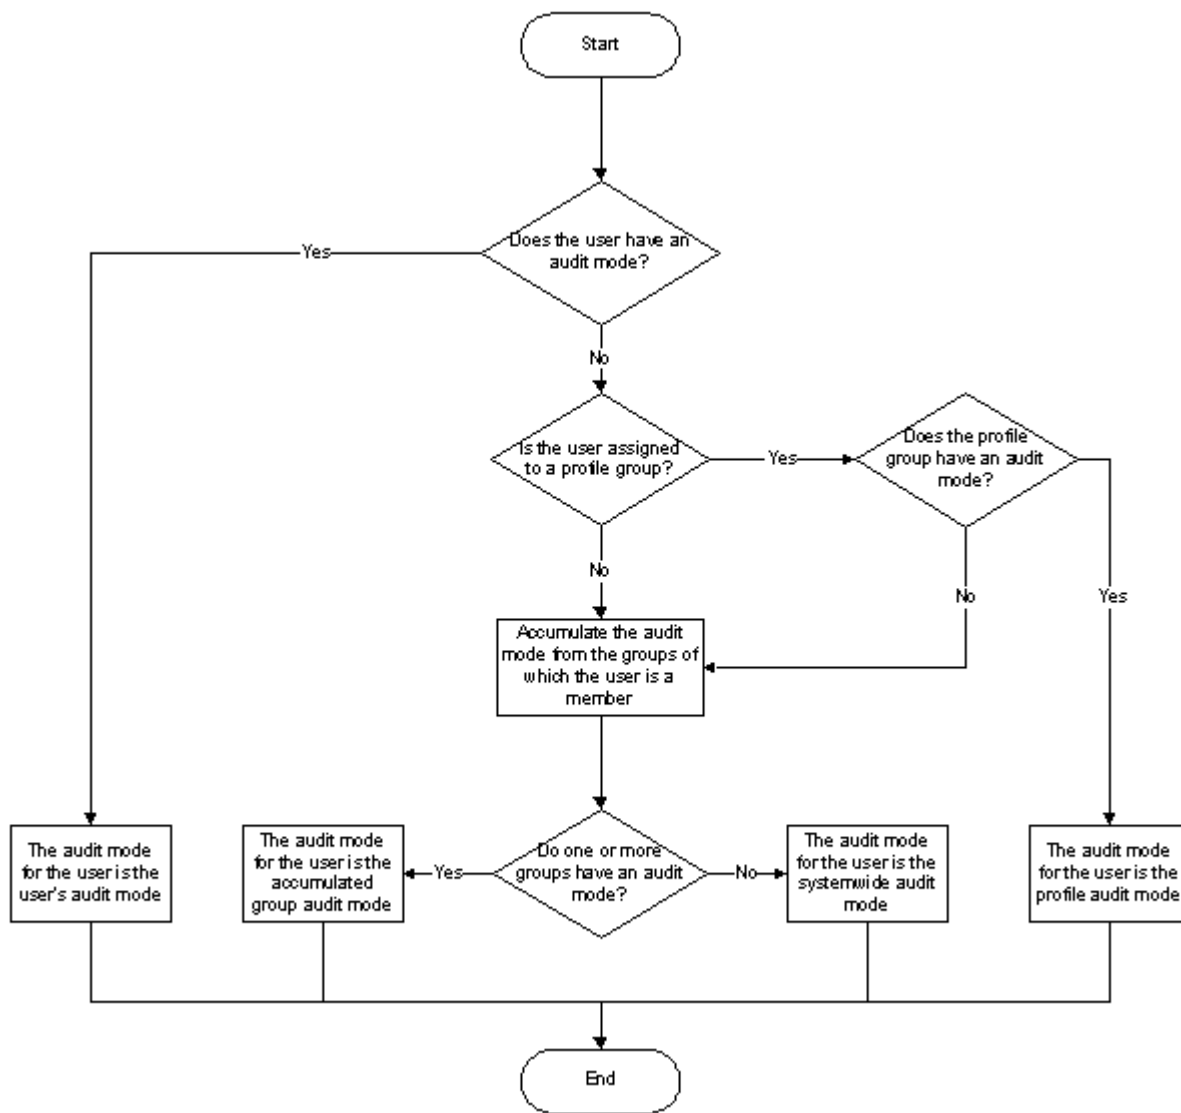 Start
Does the user have an
audit mode?
Yes
No
Is the user assigned
to a profile group?
Yes
Does the profile
group have an audit
mode?
No
No
Yes
Accumulate the audit
mode from the groups of
which the user is a
member
The audit mode
for the user is the
user's audit mode
The audit mode
for the user is the
accumulated
group audit mode
Yes
Do one or more
groups have an audit
mode?
No
The audit mode
for the user is the
systemwide audit
mode
The audit mode
for the user is the
profile audit mode
End